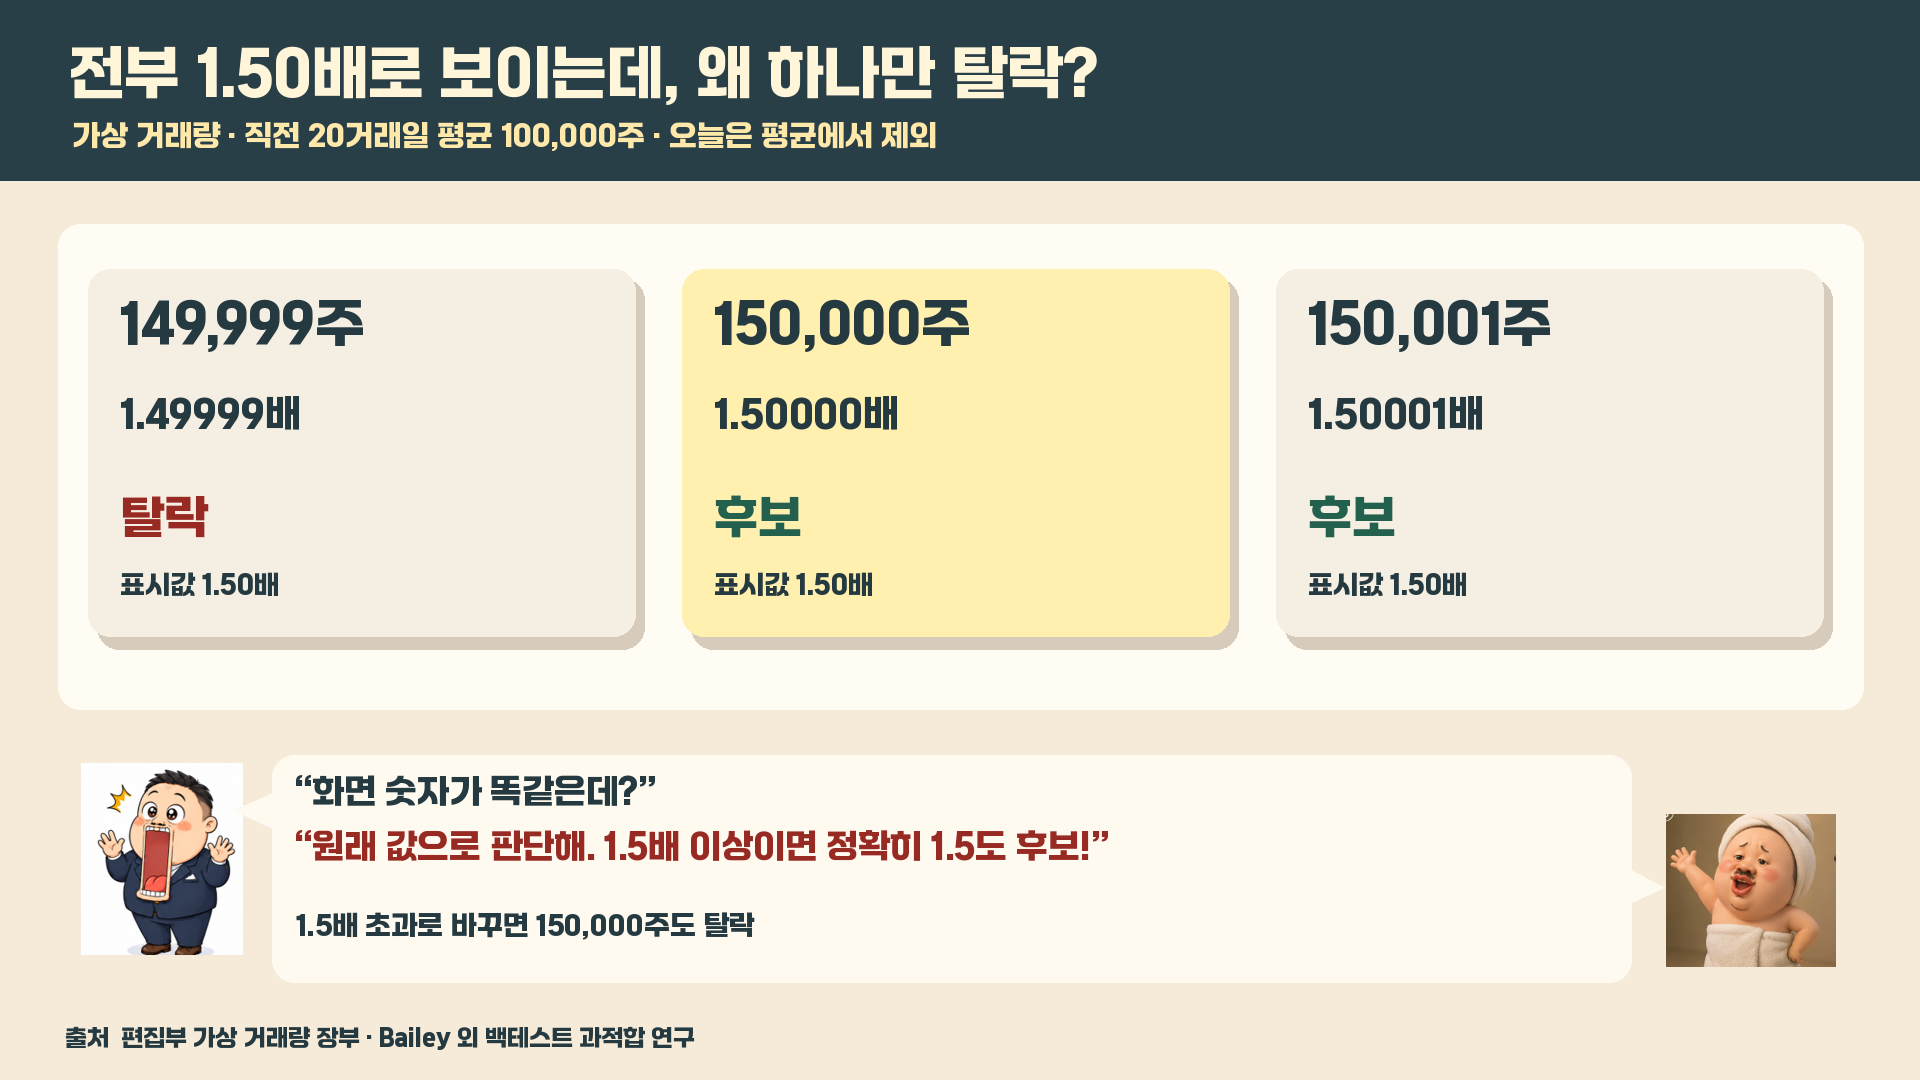 전부 1.50배로 보이는데, 왜 하나만 탈락?
가상 거래량 · 직전 20거래일 평균 100,000주 · 오늘은 평균에서 제외
149,999주
1.49999배
탈락
표시값 1.50배
150,000주
1.50000배
후보
표시값 1.50배
150,001주
1.50001배
후보
표시값 1.50배
“화면 숫자가 똑같은데?”
“원래 값으로 판단해. 1.5배 이상이면 정확히 1.5도 후보!”
1.5배 초과로 바꾸면 150,000주도 탈락
출처 편집부 가상 거래량 장부 · Bailey 외 백테스트 과적합 연구